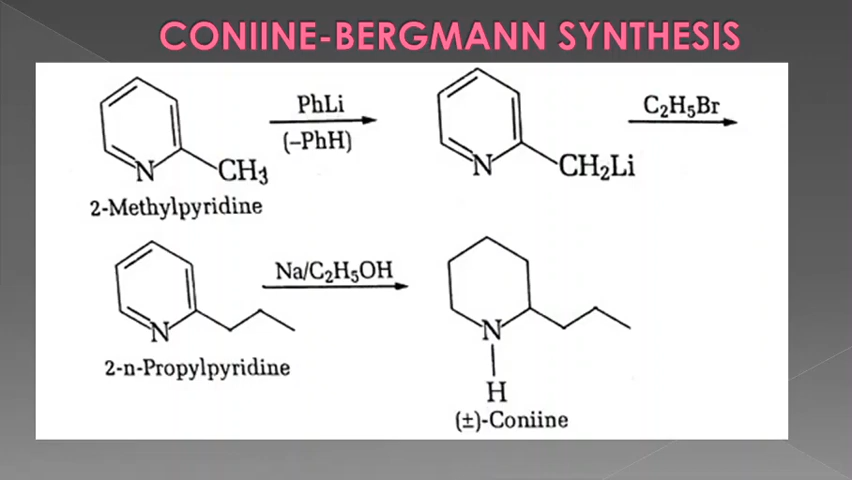 CONIINE-BERGMANN SYNTHESIS
PhLi
(–PhH)
N
CH₃
2-Methylpyridine
C₂H₅Br
N
CH₂Li
N
2-n-Propylpyridine
Na/C₂H₅OH
N
H
(±)-Coniine